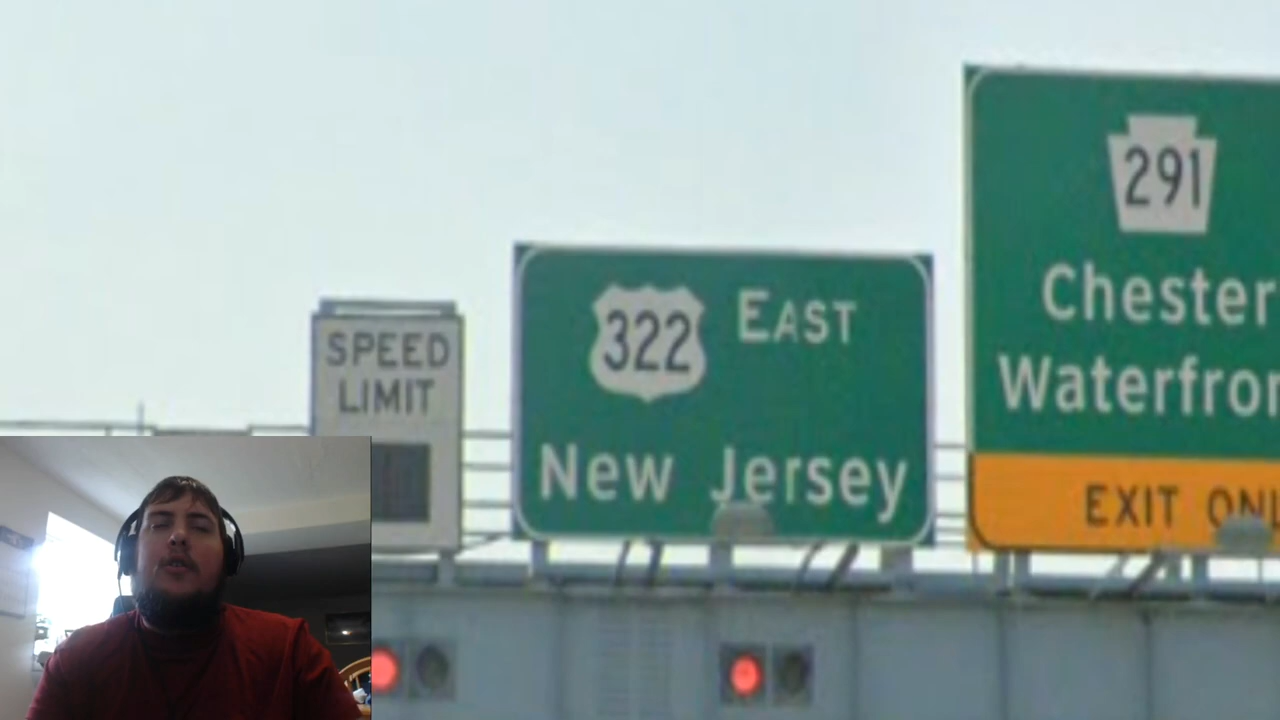 SPEED
LIMIT
322 EAST
New Jersey
291
Chester
Waterfron
EXIT ONL